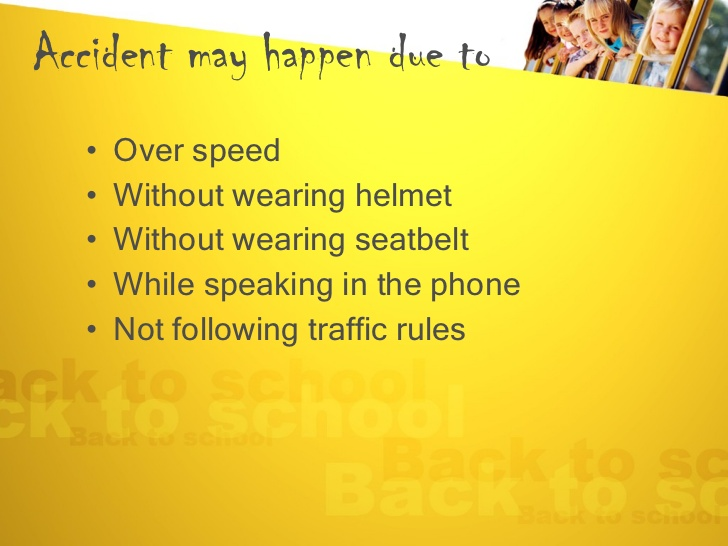 Accident may happen due to
• Over speed
• Without wearing helmet
• Without wearing seatbelt
• While speaking in the phone
• Not following traffic rules
ack to school
ck to school
Back to school
Back to sc
Back to sc
Back to school